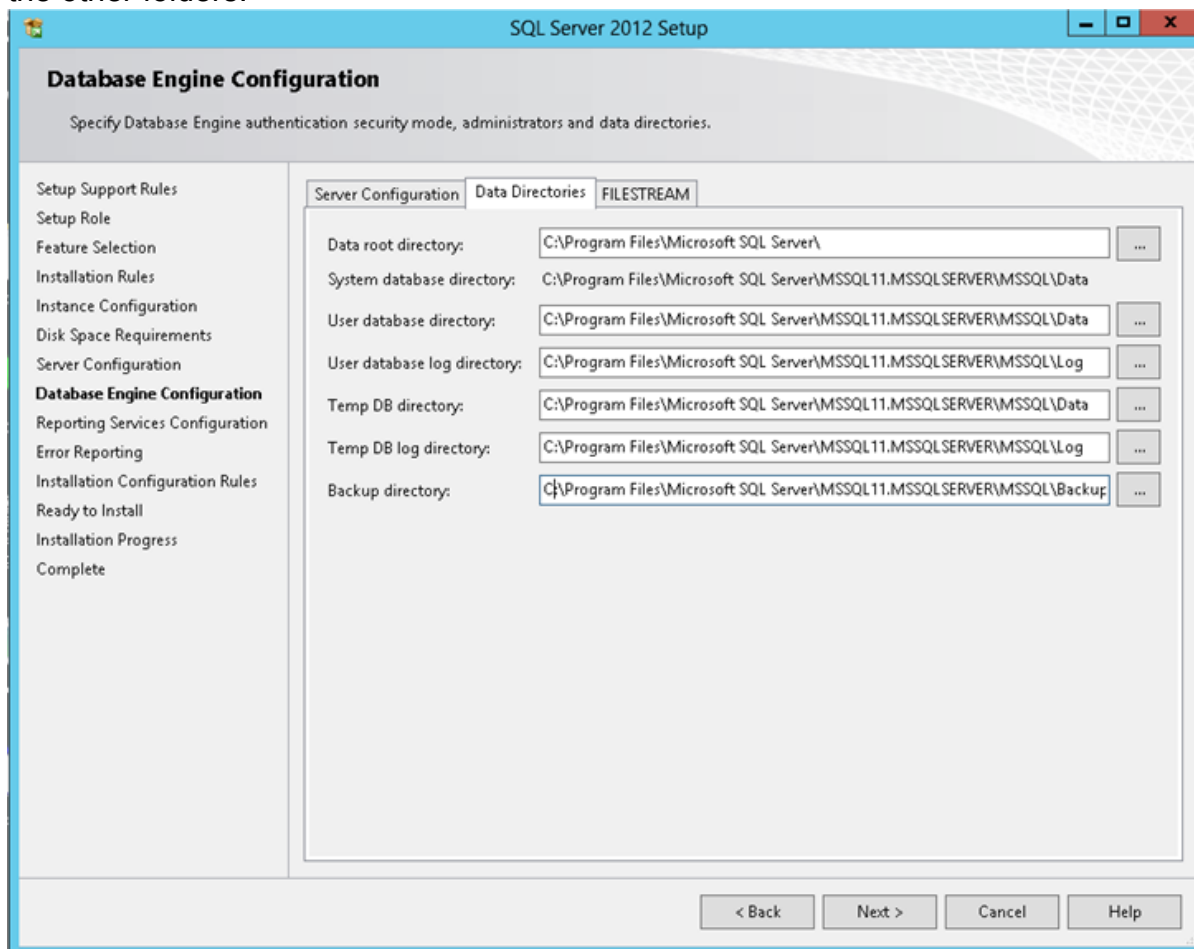 the other folders.
SQL Server 2012 Setup
Database Engine Configuration
Specify Database Engine authentication security mode, administrators and data directories.
Setup Support Rules
Setup Role
Feature Selection
Installation Rules
Instance Configuration
Disk Space Requirements
Server Configuration
Database Engine Configuration
Reporting Services Configuration
Error Reporting
Installation Configuration Rules
Ready to Install
Installation Progress
Complete
Server Configuration Data Directories FILESTREAM
Data root directory: C:\Program Files\Microsoft SQL Server\ ...
System database directory: C:\Program Files\Microsoft SQL Server\MSSQL11.MSSQLSERVER\MSSQL\Data
User database directory: C:\Program Files\Microsoft SQL Server\MSSQL11.MSSQLSERVER\MSSQL\Data ...
User database log directory: C:\Program Files\Microsoft SQL Server\MSSQL11.MSSQLSERVER\MSSQL\Log ...
Temp DB directory: C:\Program Files\Microsoft SQL Server\MSSQL11.MSSQLSERVER\MSSQL\Data ...
Temp DB log directory: C:\Program Files\Microsoft SQL Server\MSSQL11.MSSQLSERVER\MSSQL\Log ...
Backup directory: C:\Program Files\Microsoft SQL Server\MSSQL11.MSSQLSERVER\MSSQL\Backup ...
< Back Next > Cancel Help